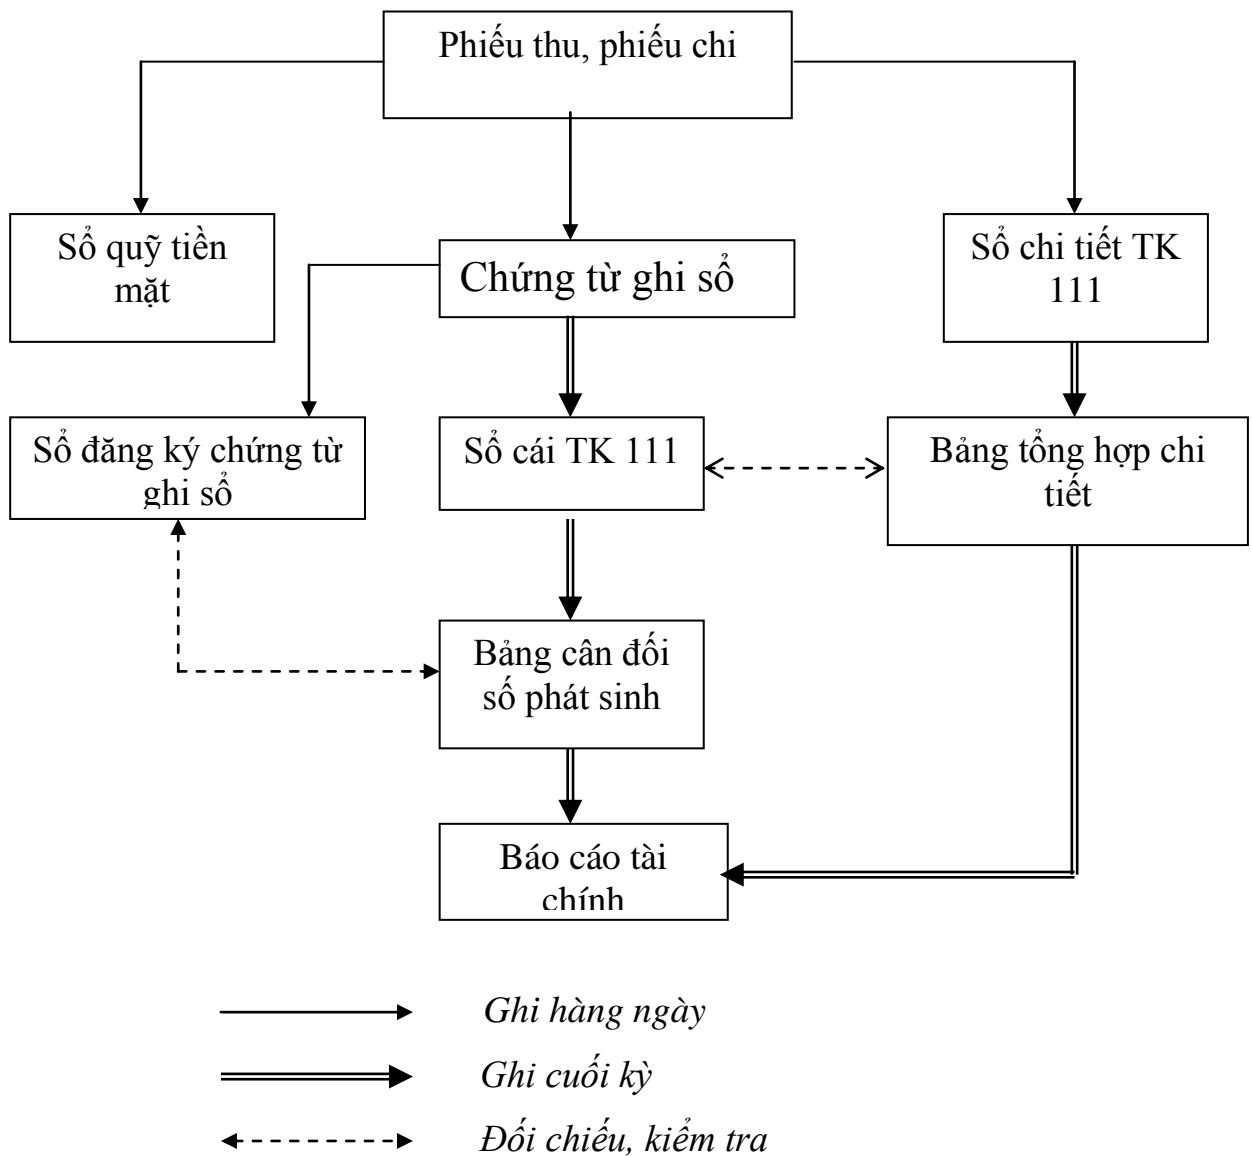 Phiếu thu, phiếu chi
Sổ quỹ tiền
mặt
Chứng từ ghi sổ
Sổ chi tiết TK
111
Sổ đăng ký chứng từ
ghi sổ
Sổ cái TK 111
Bảng tổng hợp chi
tiết
Bảng cân đối
số phát sinh
Báo cáo tài
chính
Ghi hàng ngày
Ghi cuối kỳ
Đối chiếu, kiểm tra